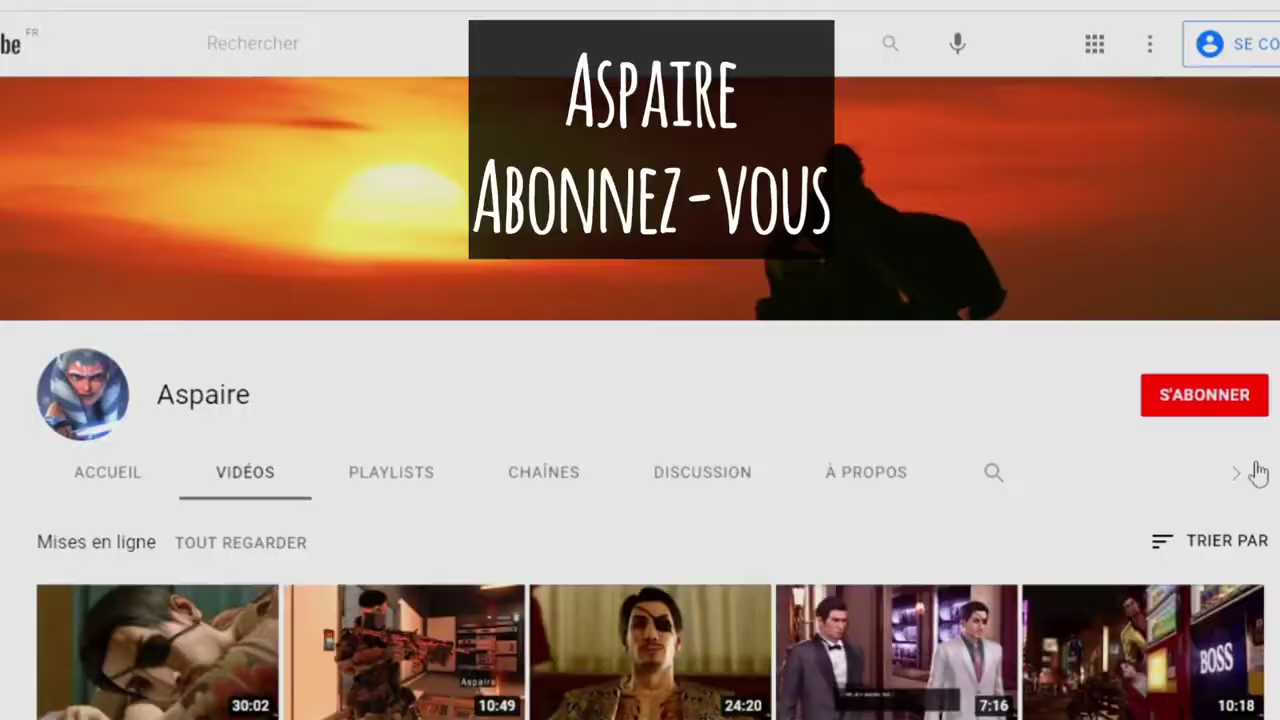 be FR
Rechercher
SE CO
ASPAIRE
ABONNEZ-VOUS
Aspaire
S'ABONNER
ACCUEIL VIDÉOS PLAYLISTS CHAÎNES DISCUSSION À PROPOS
Mises en ligne TOUT REGARDER TRIER PAR
Aspaire
BOSS
30:02 10:49 24:20 7:16 10:18